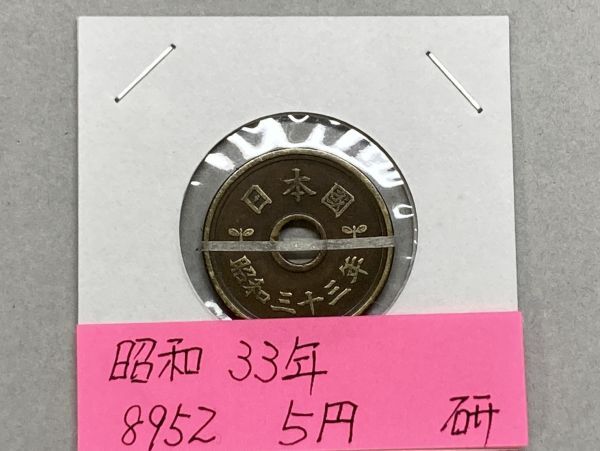 日本國
昭和三十三年
昭和 33年
8952 5円 研